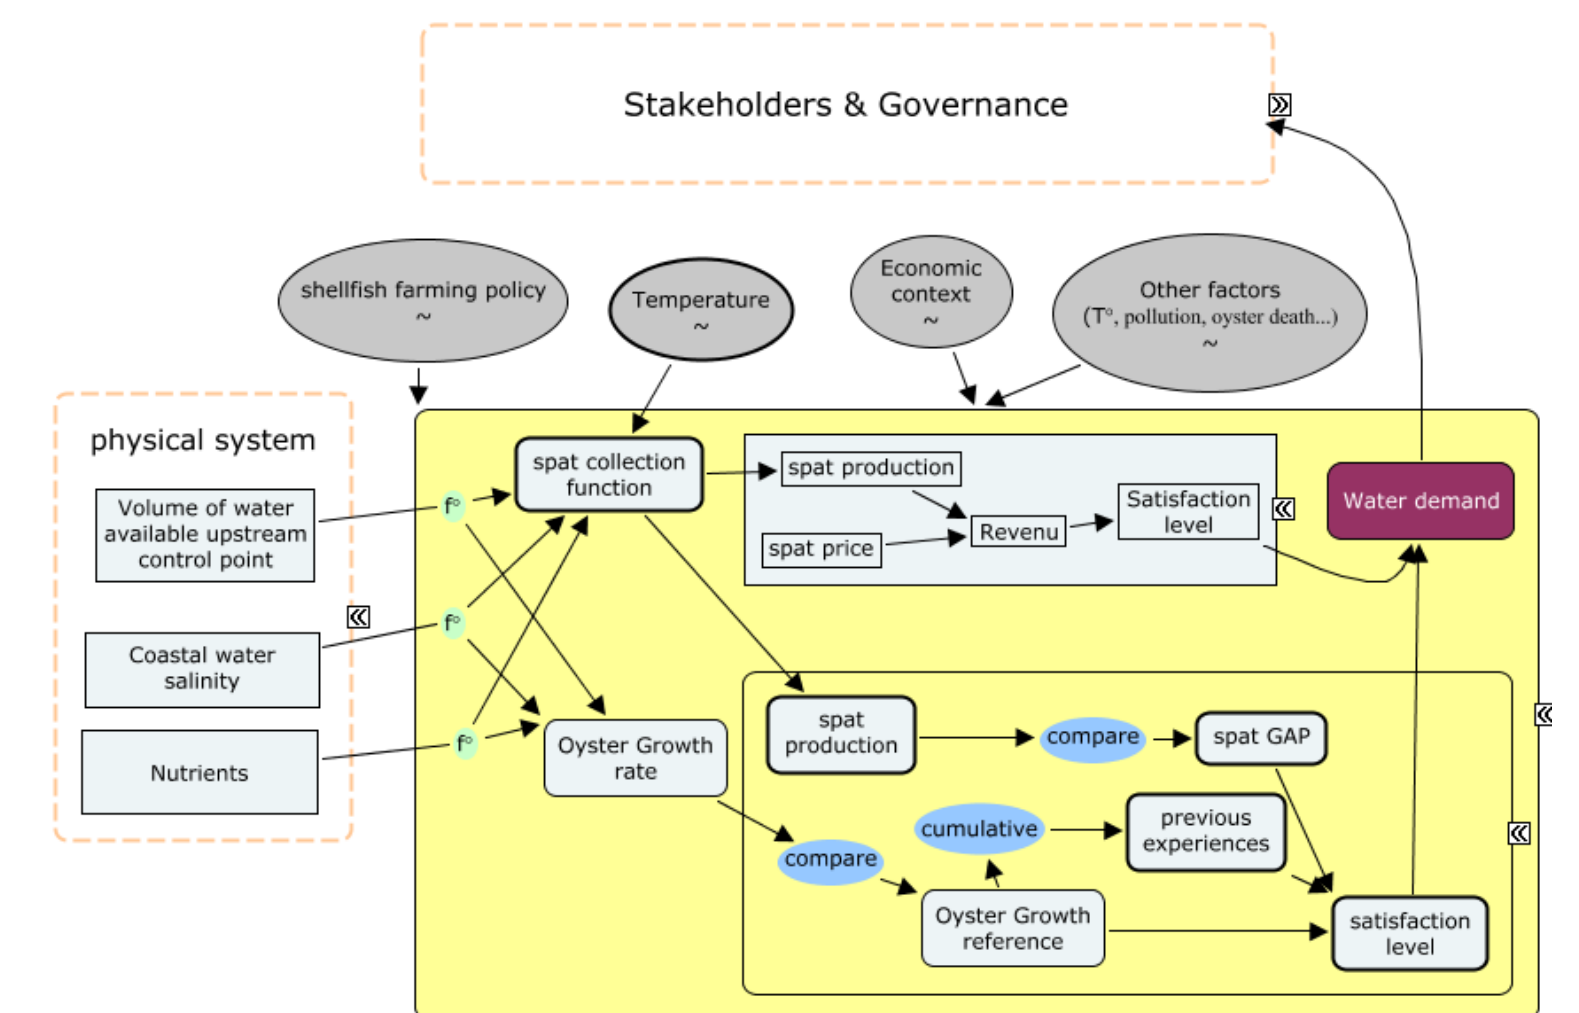 Stakeholders & Governance
shellfish farming policy
~
Temperature
~
Economic
context
~
Other factors
(T°, pollution, oyster death...)
~
physical system
Volume of water
available upstream
control point
Coastal water
salinity
Nutrients
f°
f°
f°
spat collection
function
Oyster Growth
rate
spat production
spat price
Revenu
Satisfaction
level
Water demand
spat
production
compare
spat GAP
cumulative
previous
experiences
compare
Oyster Growth
reference
satisfaction
level